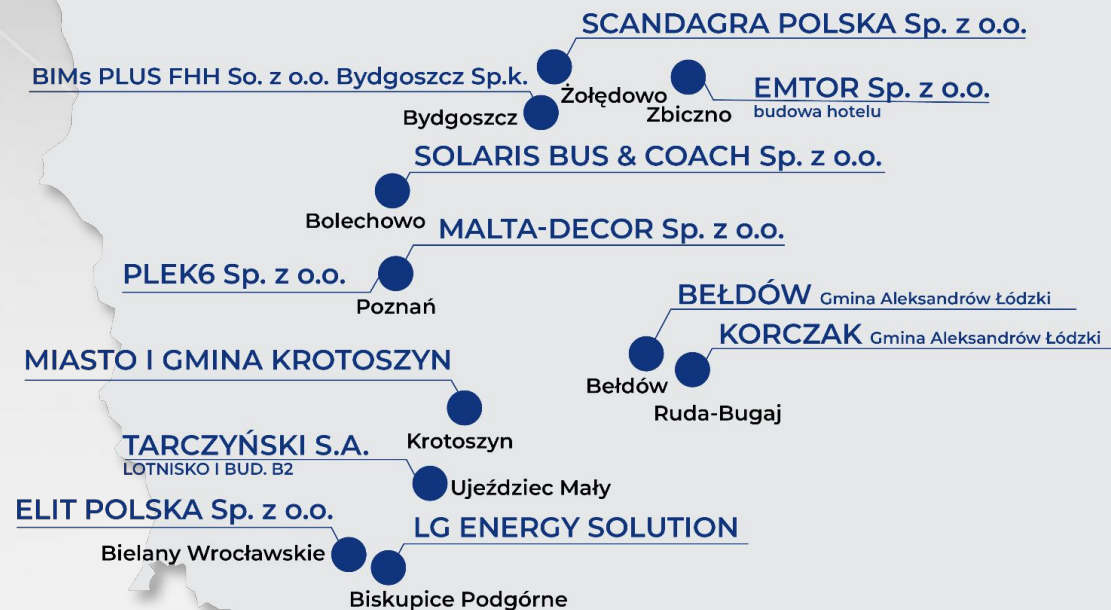 SCANDAGRA POLSKA Sp. z o.o.
BIMs PLUS FHH So. z o.o. Bydgoszcz Sp.k.
Żołędowo
EMTOR Sp. z o.o.
budowa hotelu
Zbiczno
Bydgoszcz
SOLARIS BUS & COACH Sp. z o.o.
Bolechowo
MALTA-DECOR Sp. z o.o.
PLEK6 Sp. z o.o.
Poznań
BEŁDÓW Gmina Aleksandrów Łódzki
KORCZAK Gmina Aleksandrów Łódzki
MIASTO I GMINA KROTOSZYN
Bełdów
Ruda-Bugaj
Krotoszyn
TARCZYŃSKI S.A.
LOTNISKO I BUD. B2
Ujeździec Mały
ELIT POLSKA Sp. z o.o.
LG ENERGY SOLUTION
Bielany Wrocławskie
Biskupice Podgórne